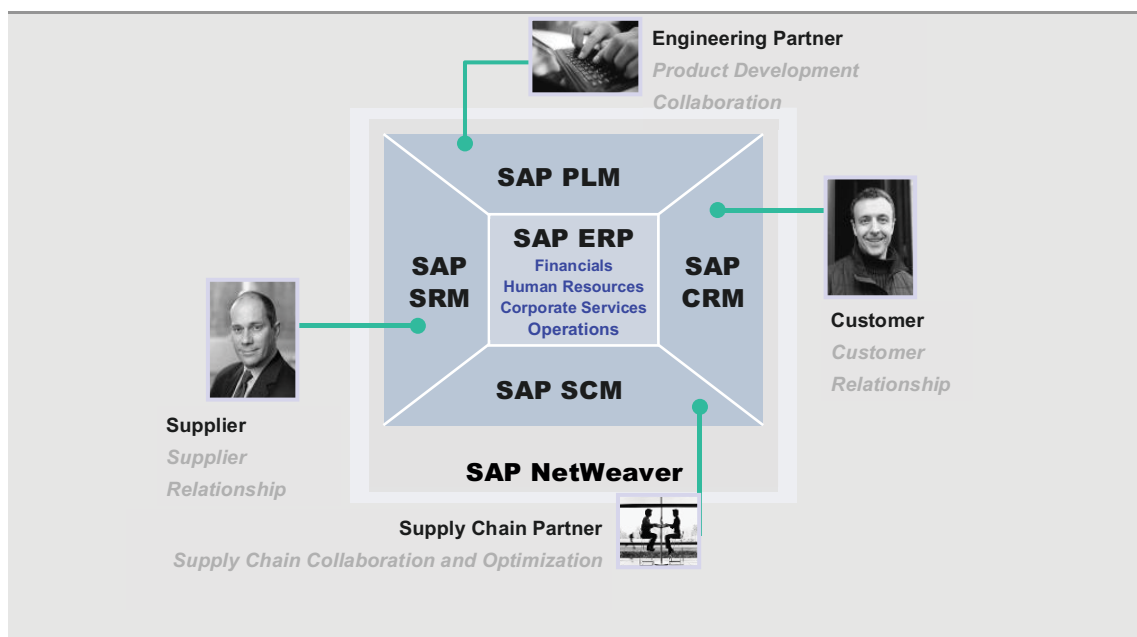 Engineering Partner
Product Development
Collaboration
SAP PLM
SAP ERP
Financials
Human Resources
Corporate Services
Operations
SAP
SRM
SAP
CRM
Customer
Customer
Relationship
SAP SCM
Supplier
Supplier
Relationship
SAP NetWeaver
Supply Chain Partner
Supply Chain Collaboration and Optimization